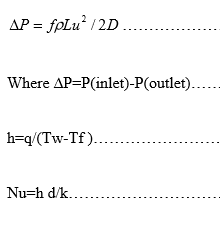 ΔP = fρLu² / 2D ........................
Where ΔP=P(inlet)-P(outlet)......
h=q/(Tw-Tf)................................
Nu=h d/k......................................